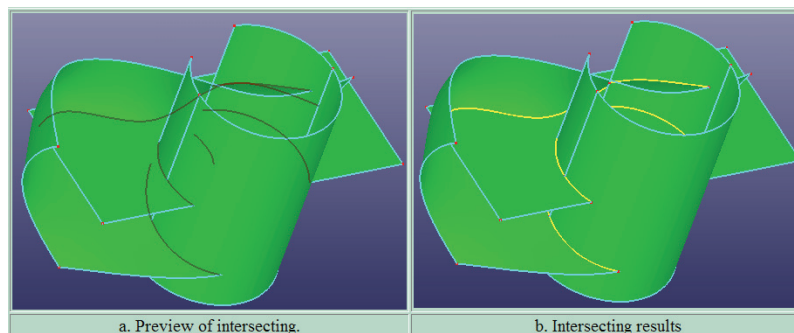 a. Preview of intersecting.
b. Intersecting results